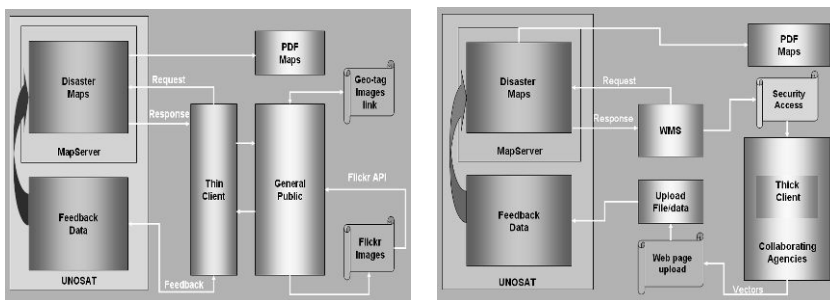 PDF
Maps
Disaster
Maps
Request
Geo-tag
Images
link
Response
MapServer
Thin
Client
General
Public
Flickr API
Feedback
Data
Flickr
Images
UNOSAT
Feedback
PDF
Maps
Disaster
Maps
Request
Security
Access
Response
WMS
MapServer
Thick
Client
Feedback
Data
Upload
File/data
Collaborating
Agencies
Web page
upload
UNOSAT
Vectors